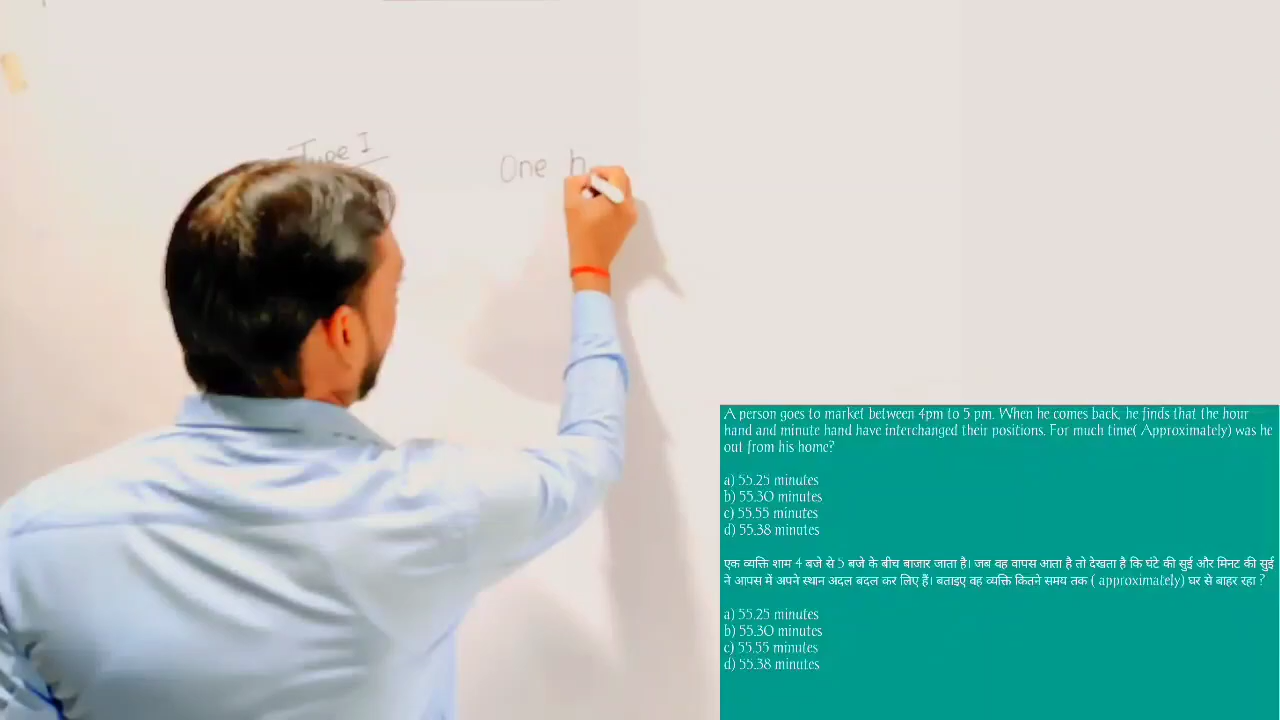 Type I
One h
A person goes to market between 4pm to 5 pm. When he comes back, he finds that the hour
hand and minute hand have interchanged their positions. For much time( Approximately) was he
out from his home?
a) 55.25 minutes
b) 55.30 minutes
c) 55.55 minutes
d) 55.38 minutes
एक व्यक्ति शाम 4 बजे से 5 बजे के बीच बाजार जाता है। जब वह वापस आता है तो देखता है कि घंटे की सुई और मिनट की सुई
ने आपस में अपने स्थान अदल बदल कर लिए हैं। बताइए वह व्यक्ति कितने समय तक ( approximately) घर से बाहर रहा ?
a) 55.25 minutes
b) 55.30 minutes
c) 55.55 minutes
d) 55.38 minutes